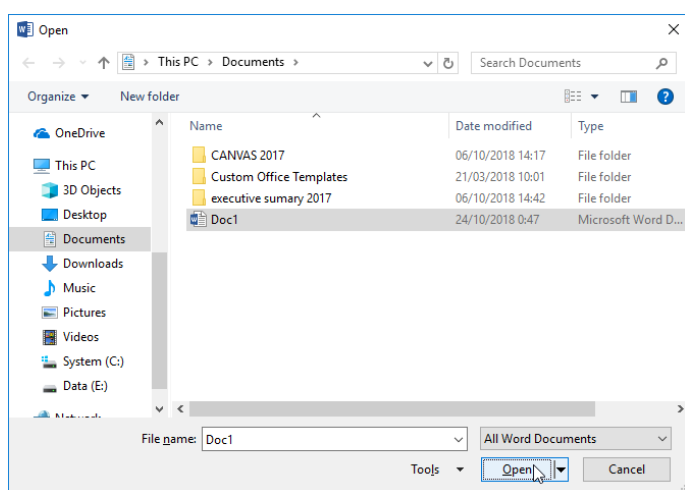 Open
This PC > Documents >
Search Documents
Organize
New folder
Name
Date modified
Type
OneDrive
This PC
3D Objects
Desktop
Documents
Downloads
Music
Pictures
Videos
System (C:)
Data (E:)
Network
CANVAS 2017 06/10/2018 14:17 File folder
Custom Office Templates 21/03/2018 10:01 File folder
executive sumary 2017 06/10/2018 14:42 File folder
Doc1 24/10/2018 0:47 Microsoft Word D...
File name: Doc1
All Word Documents
Tools
Open
Cancel